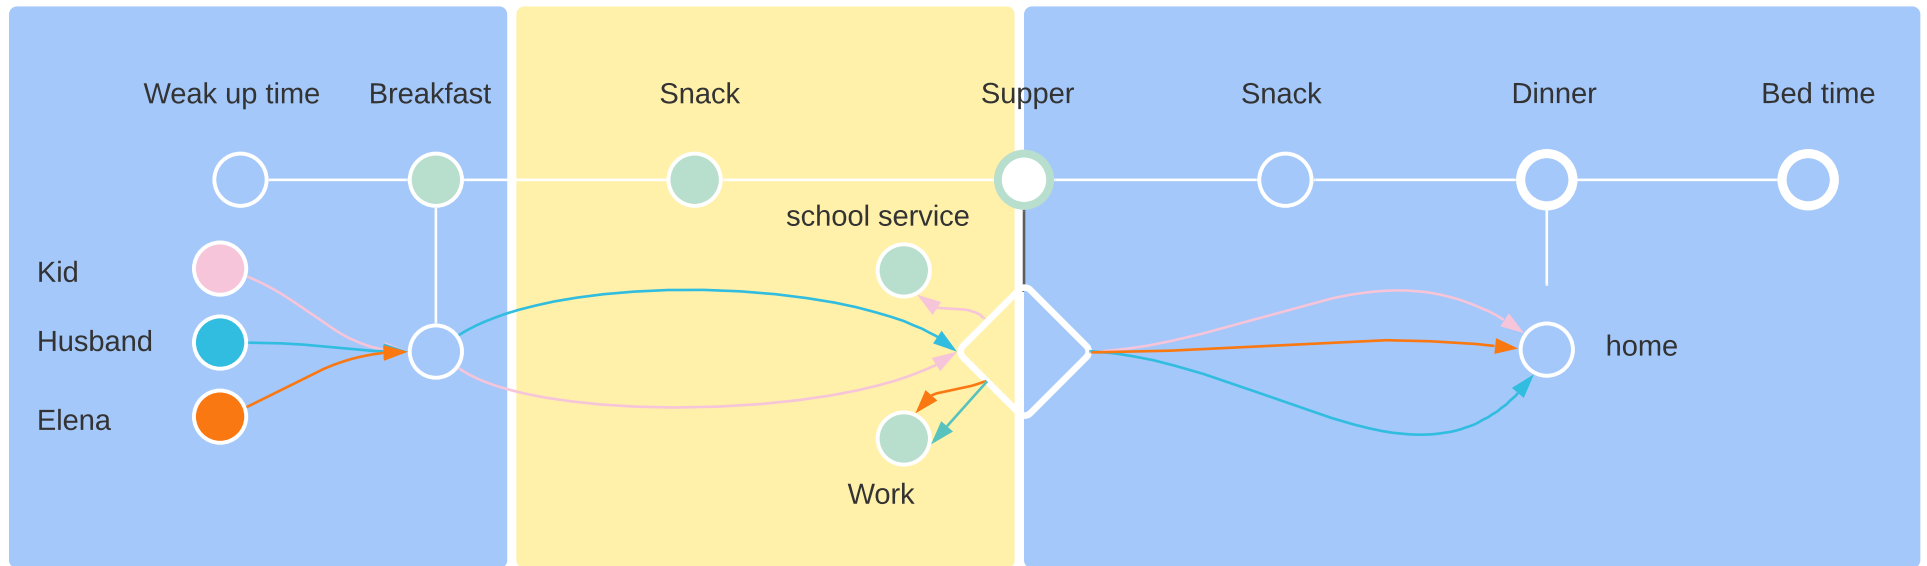 Weak up time
Breakfast
Snack
Supper
Snack
Dinner
Bed time
school service
Kid
Husband
home
Elena
Work